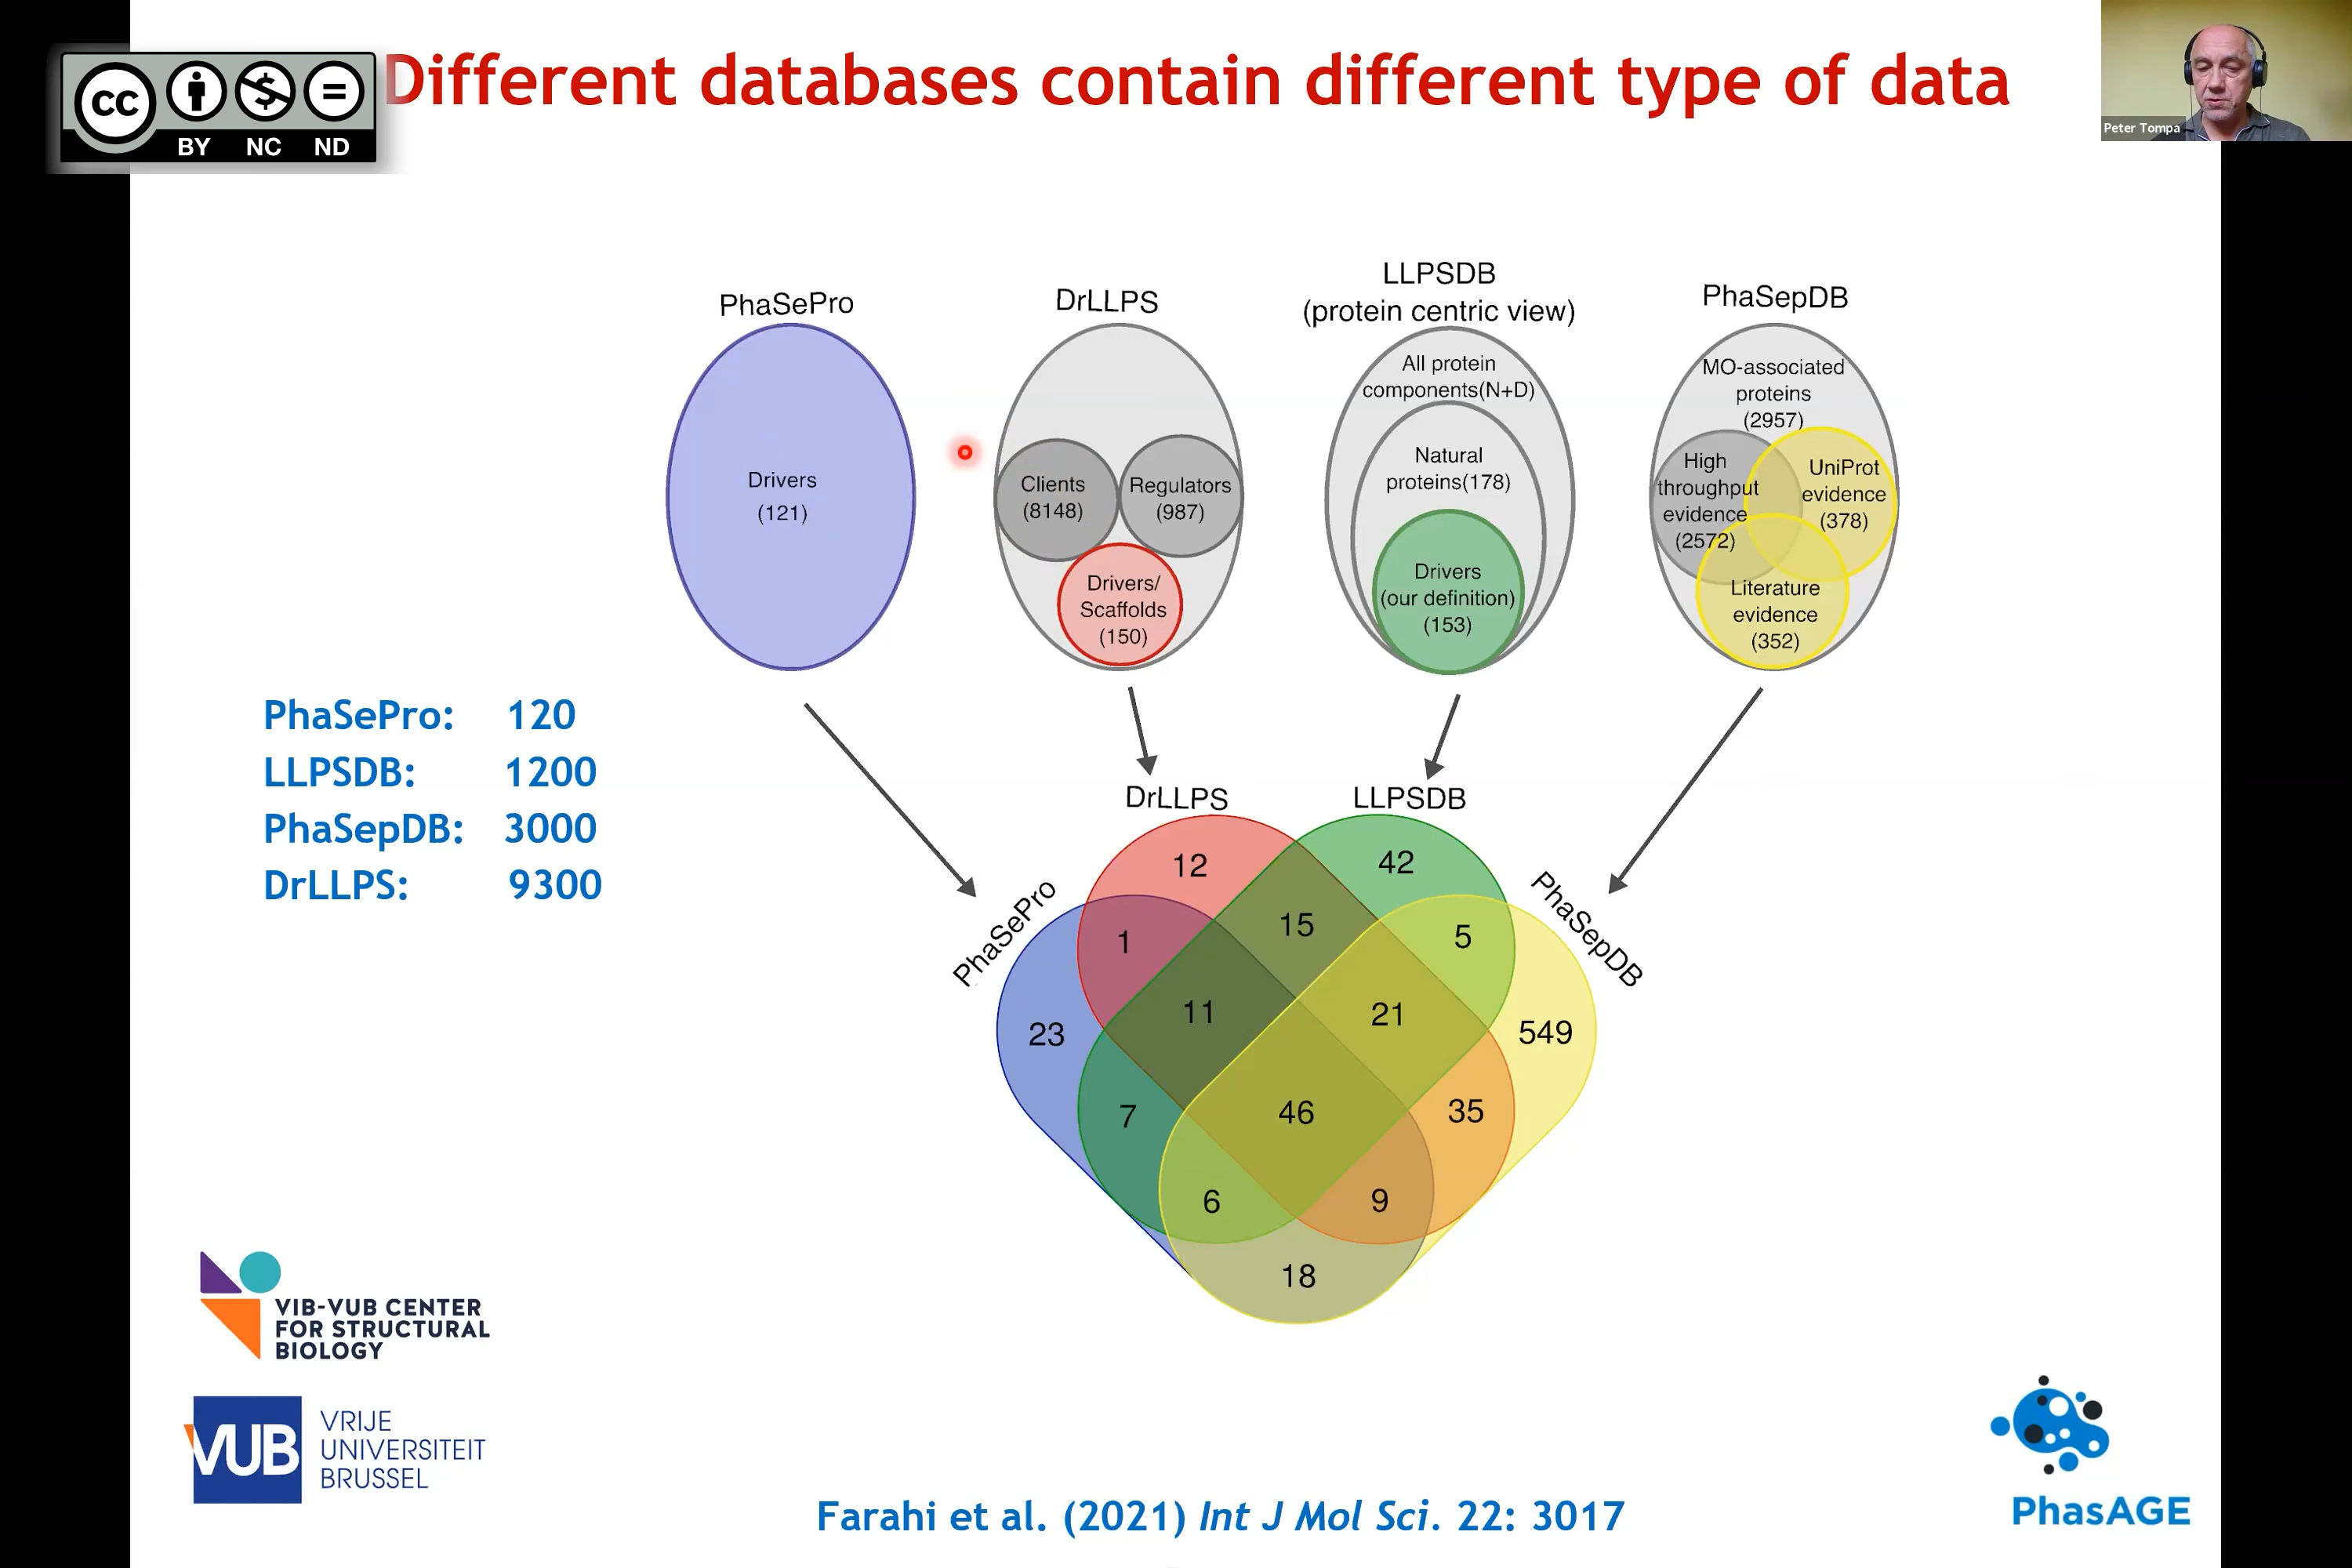 Different databases contain different type of data
cc
BY NC ND
Peter Tompa
PhaSePro
Drivers
(121)
DrLLPS
Clients
(8148)
Regulators
(987)
Drivers/
Scaffolds
(150)
LLPSDB
(protein centric view)
All protein
components(N+D)
Natural
proteins(178)
Drivers
(our definition)
(153)
PhaSepDB
MO-associated
proteins
(2957)
High
throughput
evidence
(2572)
UniProt
evidence
(378)
Literature
evidence
(352)
PhaSePro: 120
LLPSDB: 1200
PhaSepDB: 3000
DrLLPS: 9300
PhaSePro
DrLLPS
LLPSDB
PhaSepDB
12
42
1
15
5
23
11
21
549
7
46
35
6
9
18
VIB-VUB CENTER
FOR STRUCTURAL
BIOLOGY
VUB
VRIJE
UNIVERSITEIT
BRUSSEL
Farahi et al. (2021) Int J Mol Sci. 22: 3017
PhasAGE